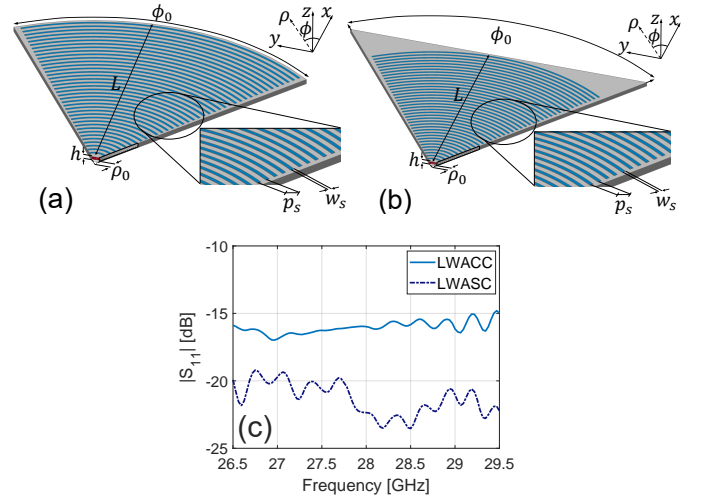 ϕ₀
ρ
ϕ
z
x
y
L
h
ρ₀
pₛ
wₛ
(a)
ϕ₀
ρ
ϕ
z
x
y
L
h
ρ₀
pₛ
wₛ
(b)
-10
-15
-20
-25
|S₁₁| [dB]
LWACC
LWASC
(c)
26.5 27 27.5 28 28.5 29 29.5
Frequency [GHz]